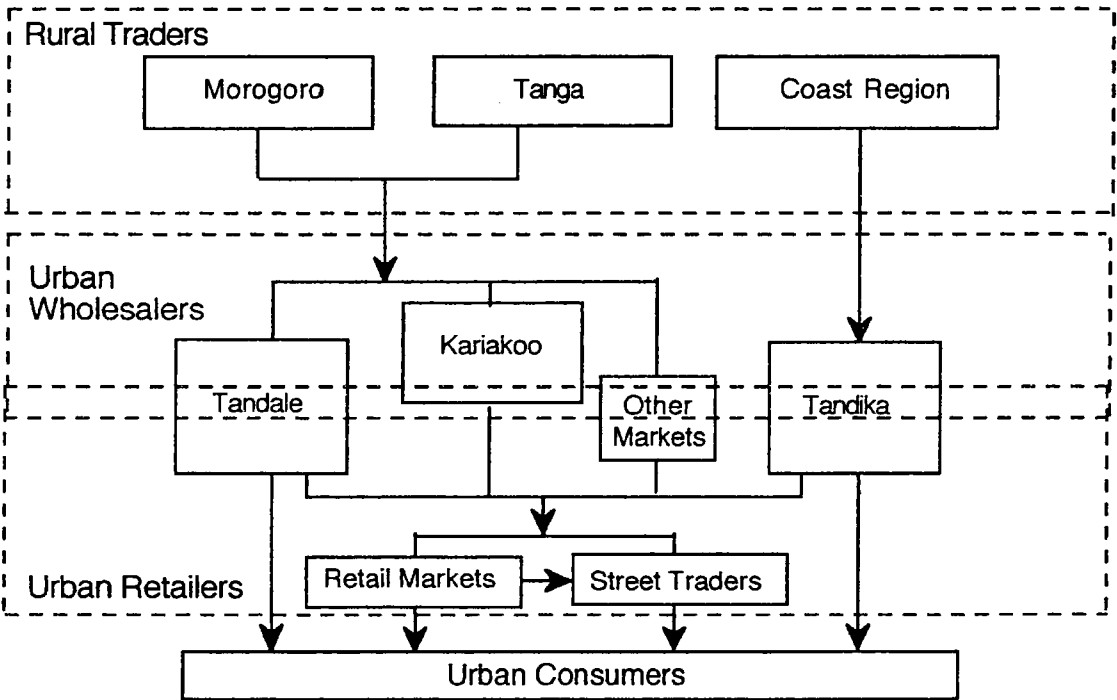 Rural Traders
Morogoro
Tanga
Coast Region
Urban
Wholesalers
Kariakoo
Tandale
Other
Markets
Tandika
Urban Retailers
Retail Markets
Street Traders
Urban Consumers